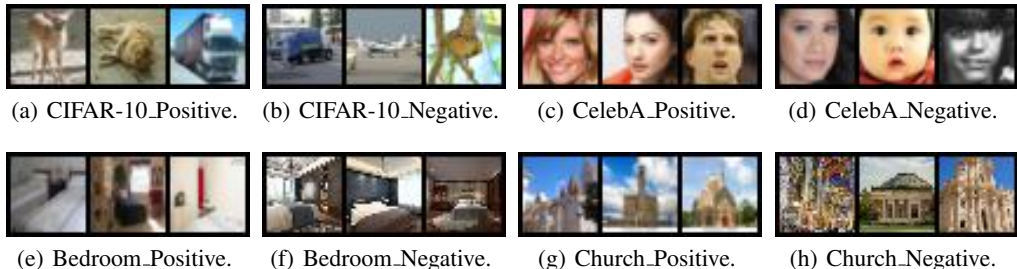 (a) CIFAR-10_Positive. (b) CIFAR-10_Negative. (c) CelebA_Positive. (d) CelebA_Negative.
(e) Bedroom_Positive. (f) Bedroom_Negative. (g) Church_Positive. (h) Church_Negative.